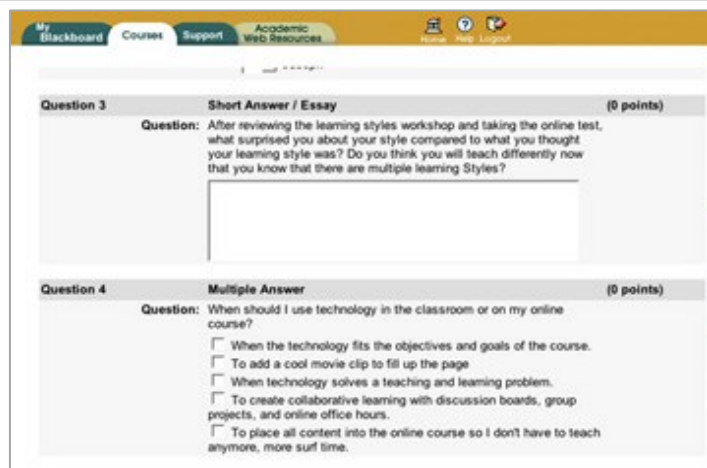 My
Blackboard
Courses
Support
Academic
Web Resources
Home Help Logout
Question 3 Short Answer / Essay (0 points)
Question: After reviewing the learning styles workshop and taking the online test,
what surprised you about your style compared to what you thought
your learning style was? Do you think you will teach differently now
that you know that there are multiple learning Styles?
Question 4 Multiple Answer (0 points)
Question: When should I use technology in the classroom or on my online
course?
When the technology fits the objectives and goals of the course.
To add a cool movie clip to fill up the page
When technology solves a teaching and learning problem.
To create collaborative learning with discussion boards, group
projects, and online office hours.
To place all content into the online course so I don't have to teach
anymore, more surf time.